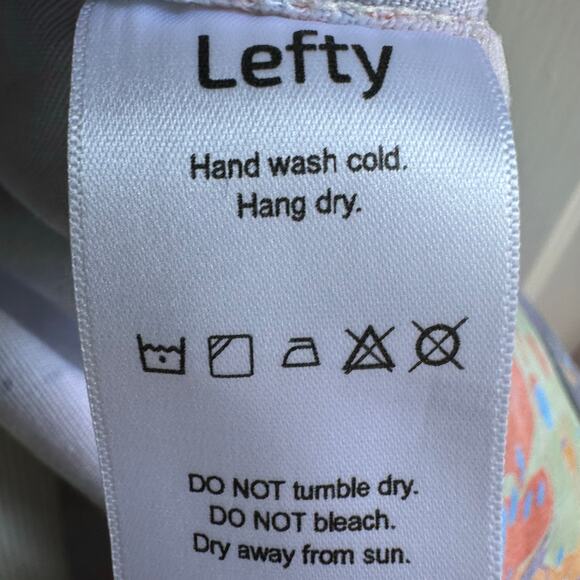 Lefty
Hand wash cold.
Hang dry.
DO NOT tumble dry.
DO NOT bleach.
Dry away from sun.